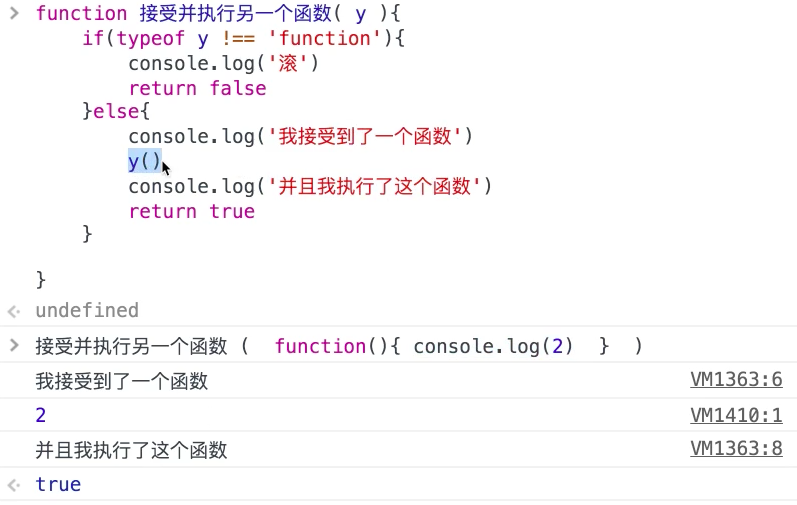 function 接受并执行另一个函数( y ){
if(typeof y !== 'function'){
console.log('滚')
return false
}else{
console.log('我接受到了一个函数')
y()
console.log('并且我执行了这个函数')
return true
}
}
undefined
接受并执行另一个函数 (  function(){ console.log(2)  }  )
我接受到了一个函数 VM1363:6
2 VM1410:1
并且我执行了这个函数 VM1363:8
true